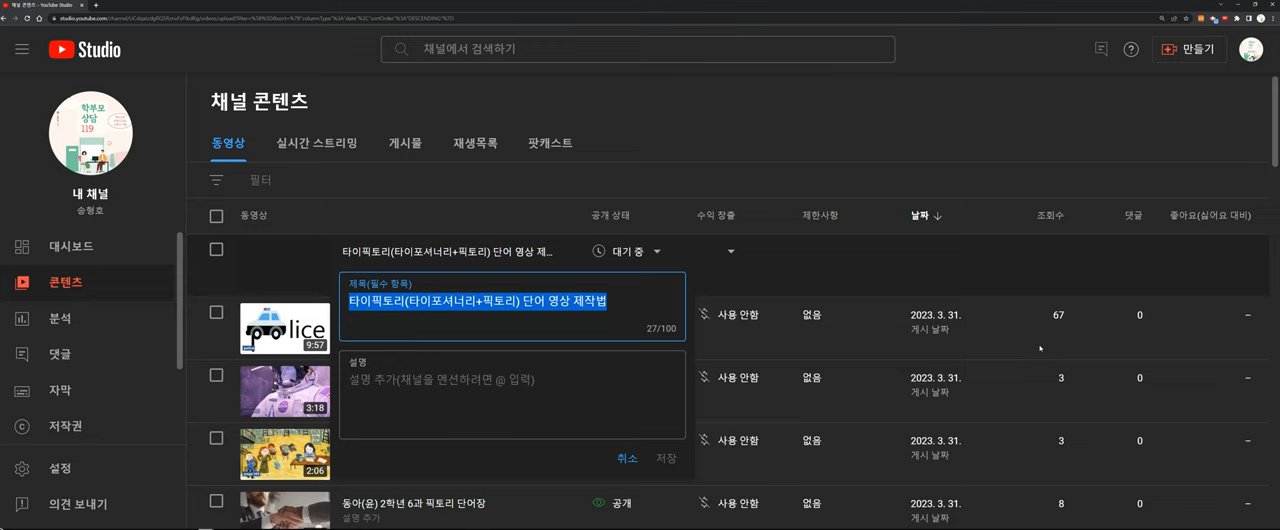 채널 콘텐츠
studio.youtube.com
Studio
채널에서 검색하기
만들기
학부모
상담
119
내 채널
송형호
대시보드
콘텐츠
분석
댓글
자막
저작권
설정
의견 보내기
채널 콘텐츠
동영상 실시간 스트리밍 게시물 재생목록 팟캐스트
필터
동영상 공개 상태 수익 창출 제한사항 날짜 조회수 댓글 좋아요(싫어요 대비)
타이픽토리(타이포셔너리+픽토리) 단어 영상 제... 대기 중
제목(필수 항목)
타이픽토리(타이포셔너리+픽토리) 단어 영상 제작법
27/100
설명
설명 추가(채널을 멘션하려면 @ 입력)
취소 저장
police
9:57
사용 안함 없음 2023. 3. 31. 67 0 –
게시 날짜
3:18
사용 안함 없음 2023. 3. 31. 3 0 –
게시 날짜
2:06
사용 안함 없음 2023. 3. 31. 3 0 –
게시 날짜
동아(윤) 2학년 6과 픽토리 단어장 공개 사용 안함 없음 2023. 3. 31. 8 0 –
설명 추가
게시 날짜